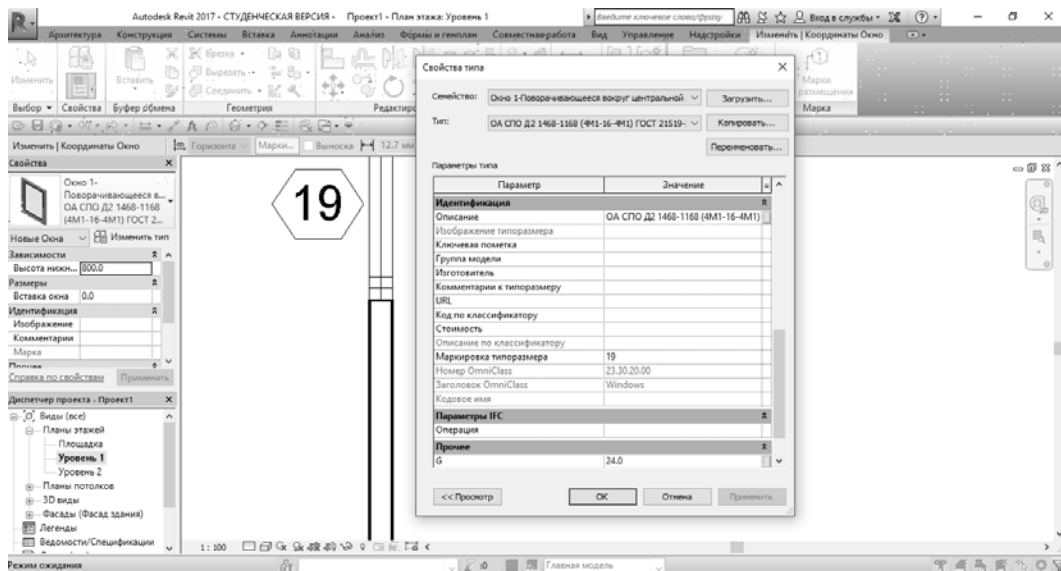 Autodesk Revit 2017 - СТУДЕНЧЕСКАЯ ВЕРСИЯ - Проект1 - План этажа: Уровень 1
Введите ключевое слово/фразу
Вход в службы
Архитектура Конструкция Системы Вставка Аннотации Анализ Формы и генплан Совместная работа Вид Управление Надстройки Изменить | Координаты Окно
Изменить
Вставить
Врезка
Вырезать
Соединить
Марки
размещении
Выбор Свойства Буфер обмена Геометрия Марка
Изменить | Координаты Окно Марки... Выноска 12.7 мм
Свойства
Окно 1-
Поворачивающееся в...
ОА СПО Д2 1468-1168
(4М1-16-4М1) ГОСТ 2...
Новые Окна Изменить тип
Зависимости
Высота нижн... 800.0
Размеры
Вставка окна 0.0
Идентификация
Изображение
Комментарии
Марка
Прочее
Справка по свойствам Применить
Диспетчер проекта - Проект1
Виды (все)
Планы этажей
Площадка
Уровень 1
Уровень 2
Планы потолков
3D виды
Фасады (Фасад здания)
Легенды
Ведомости/Спецификации
19
Свойства типа
Семейство: Окно 1-Поворачивающееся вокруг центральной Загрузить...
Тип: ОА СПО Д2 1468-1168 (4М1-16-4М1) ГОСТ 21519- Копировать...
Переименовать...
Параметры типа
Параметр Значение =
Идентификация
Описание ОА СПО Д2 1468-1168 (4М1-16-4М1)
Изображение типоразмера
Ключевая пометка
Группа модели
Изготовитель
Комментарии к типоразмеру
URL
Код по классификатору
Стоимость
Описание по классификатору
Маркировка типоразмера 19
Номер OmniClass 23.30.20.00
Заголовок OmniClass Windows
Кодовое имя
Параметры IFC
Операция
Прочее
G 24.0
<< Просмотр ОК Отмена Применить
1 : 100
Режим ожидания :0 Главная модель